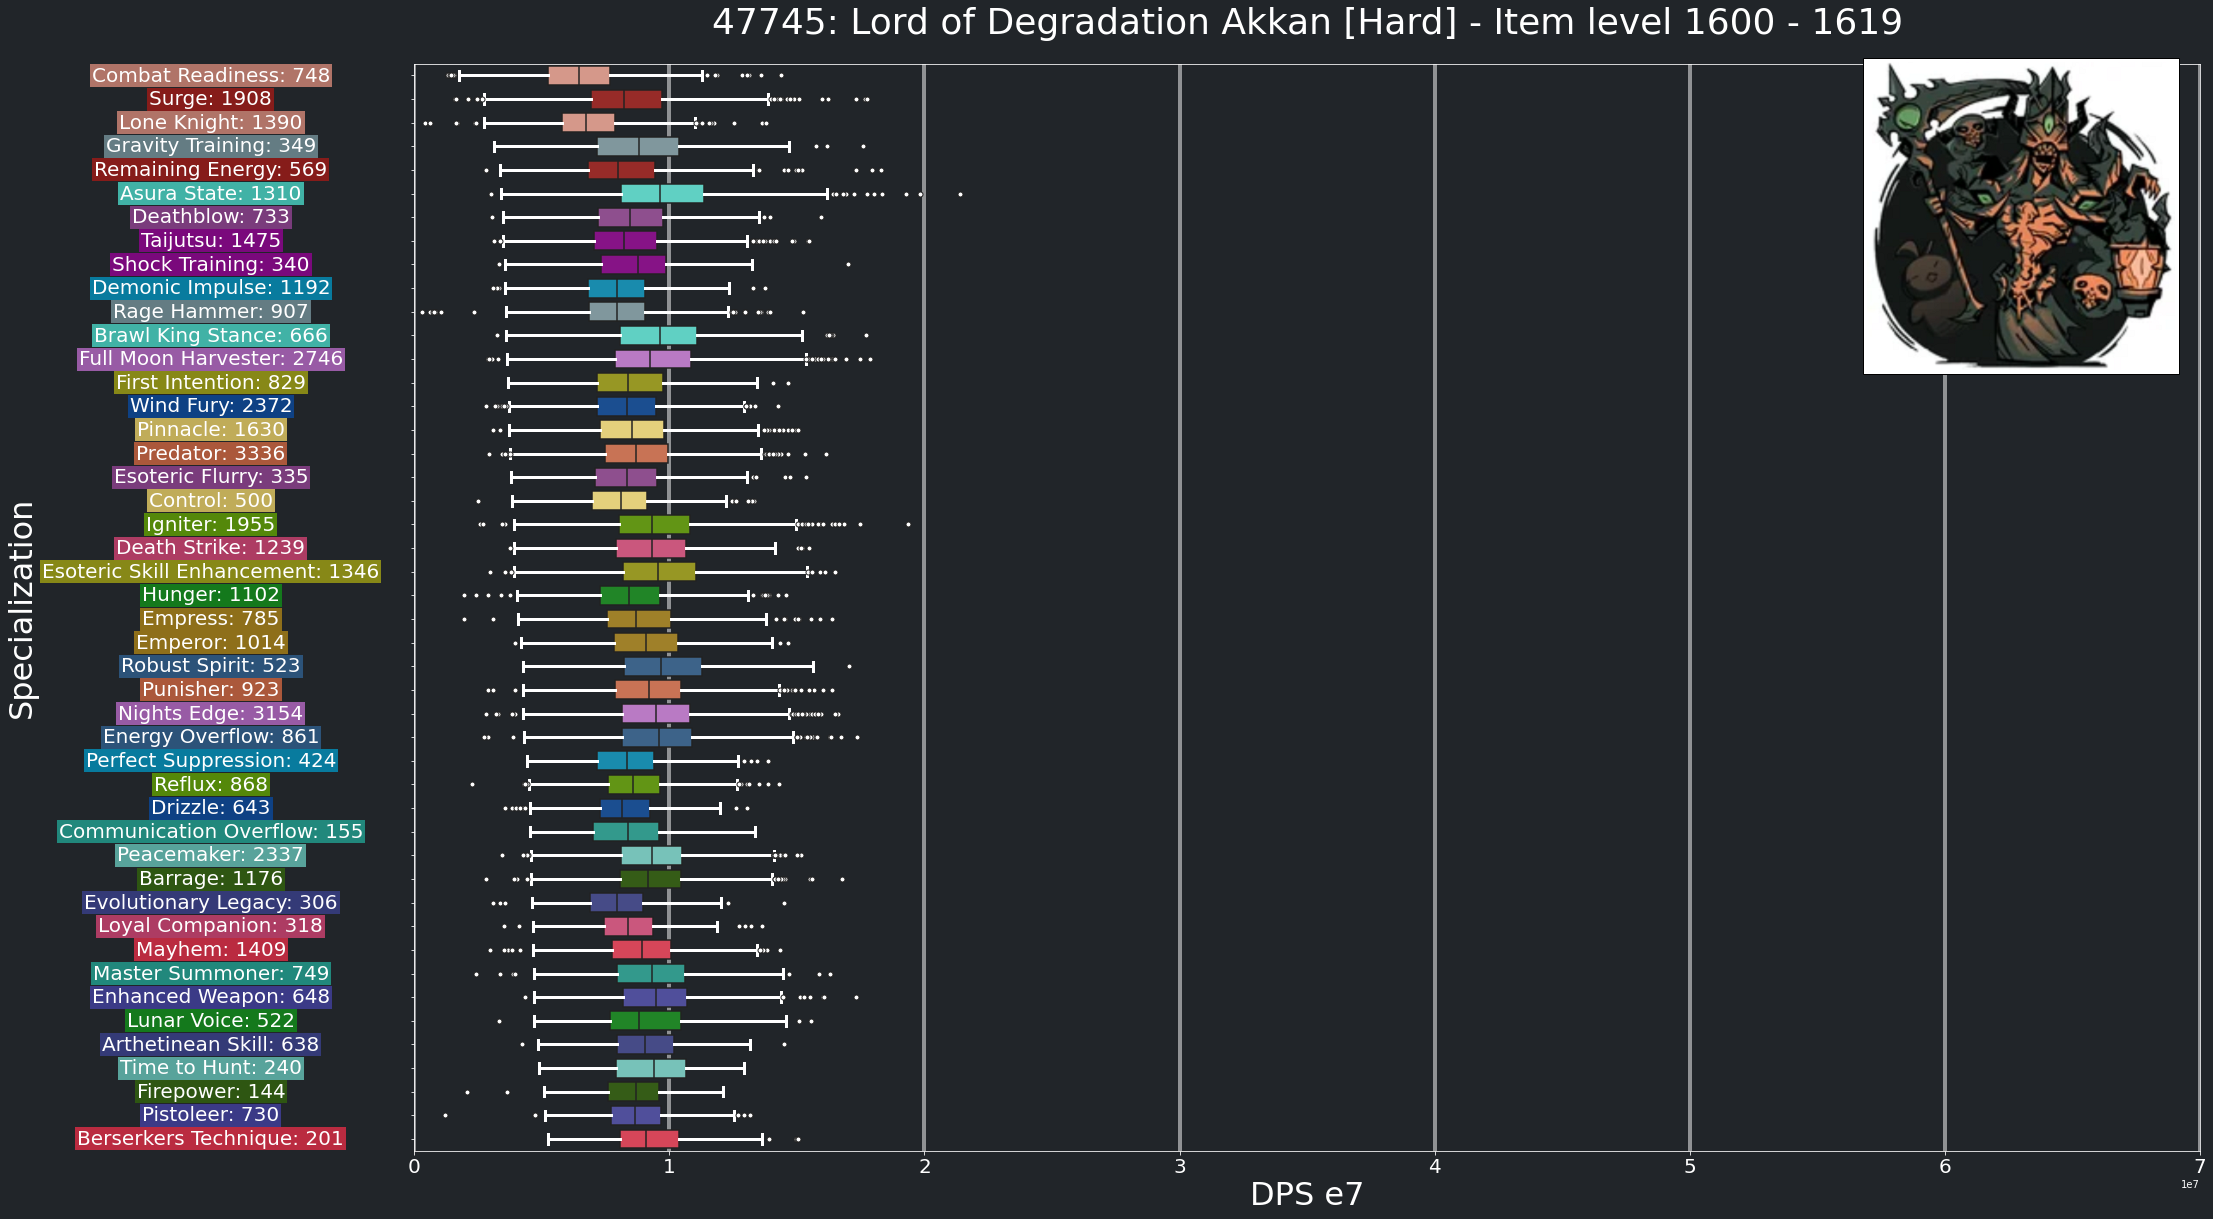 47745: Lord of Degradation Akkan [Hard] - Item level 1600 - 1619
Combat Readiness: 748
Surge: 1908
Lone Knight: 1390
Gravity Training: 349
Remaining Energy: 569
Asura State: 1310
Deathblow: 733
Taijutsu: 1475
Shock Training: 340
Demonic Impulse: 1192
Rage Hammer: 907
Brawl King Stance: 666
Full Moon Harvester: 2746
First Intention: 829
Wind Fury: 2372
Pinnacle: 1630
Predator: 3336
Esoteric Flurry: 335
Control: 500
Igniter: 1955
Death Strike: 1239
Esoteric Skill Enhancement: 1346
Hunger: 1102
Empress: 785
Emperor: 1014
Robust Spirit: 523
Punisher: 923
Nights Edge: 3154
Energy Overflow: 861
Perfect Suppression: 424
Reflux: 868
Drizzle: 643
Communication Overflow: 155
Peacemaker: 2337
Barrage: 1176
Evolutionary Legacy: 306
Loyal Companion: 318
Mayhem: 1409
Master Summoner: 749
Enhanced Weapon: 648
Lunar Voice: 522
Arthetinean Skill: 638
Time to Hunt: 240
Firepower: 144
Pistoleer: 730
Berserkers Technique: 201
Specialization
0 1 2 3 4 5 6 7
1e7
DPS e7